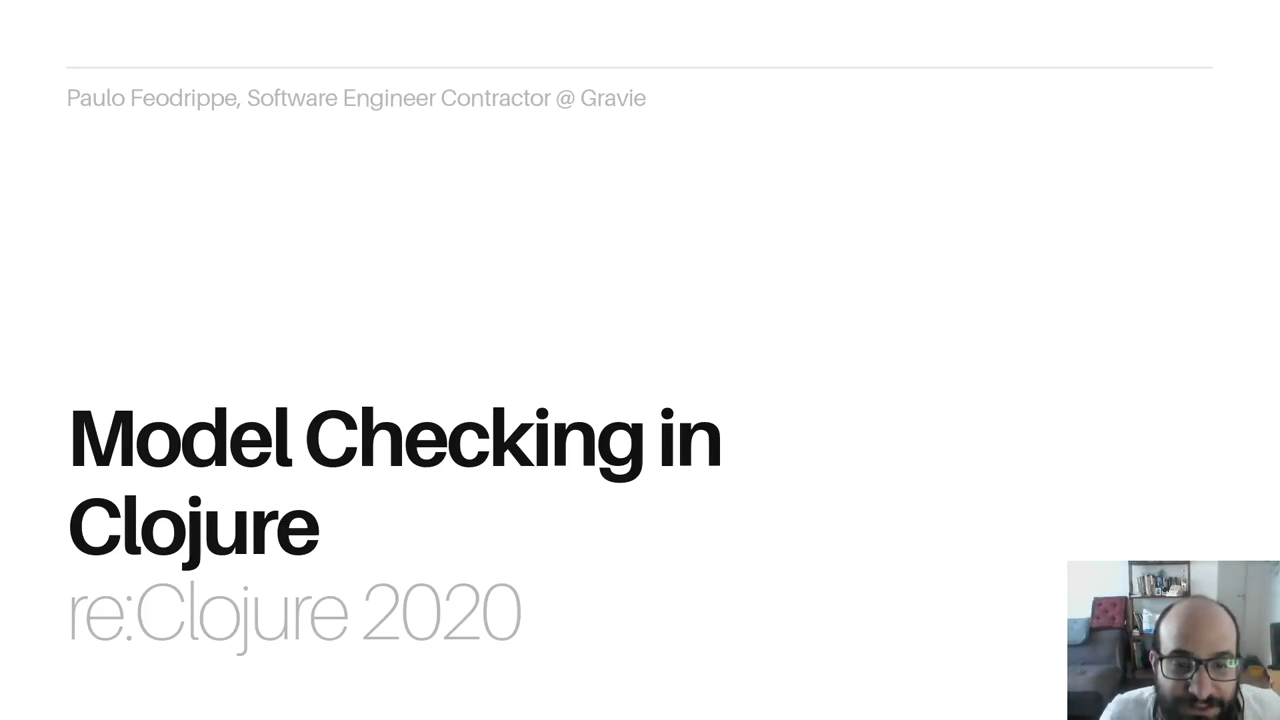 Paulo Feodrippe, Software Engineer Contractor @ Gravie
Model Checking in
Clojure
re:Clojure 2020